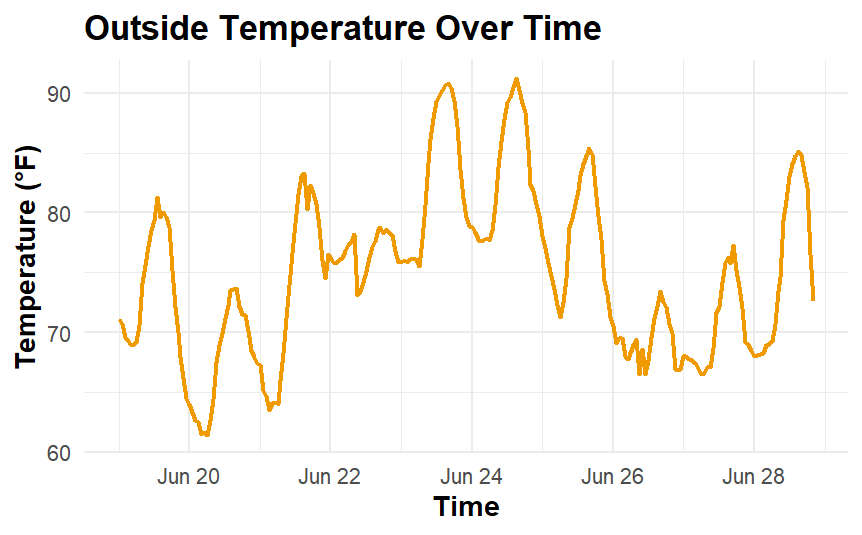 Outside Temperature Over Time
Temperature (°F)
90
80
70
60
Jun 20 Jun 22 Jun 24 Jun 26 Jun 28
Time